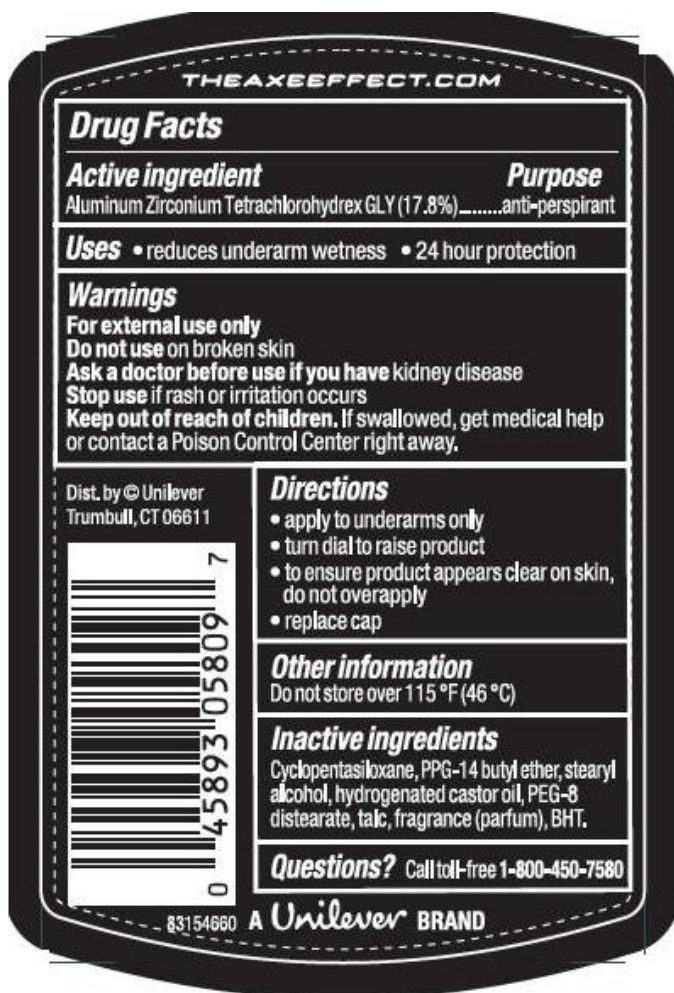 THEAXEEFFECT.COM
Drug Facts
Active ingredient Purpose
Aluminum Zirconium Tetrachlorohydrex GLY (17.8%).........anti-perspirant
Uses • reduces underarm wetness • 24 hour protection
Warnings
For external use only
Do not use on broken skin
Ask a doctor before use if you have kidney disease
Stop use if rash or irritation occurs
Keep out of reach of children. If swallowed, get medical help
or contact a Poison Control Center right away.
Dist. by © Unilever
Trumbull, CT 06611
0 45893 05809 7
Directions
• apply to underarms only
• turn dial to raise product
• to ensure product appears clear on skin,
do not overapply
• replace cap
Other information
Do not store over 115 °F (46 °C)
Inactive ingredients
Cyclopentasiloxane, PPG-14 butyl ether, stearyl
alcohol, hydrogenated castor oil, PEG-8
distearate, talc, fragrance (parfum), BHT.
Questions? Call toll-free 1-800-450-7580
83154660 A Unilever BRAND